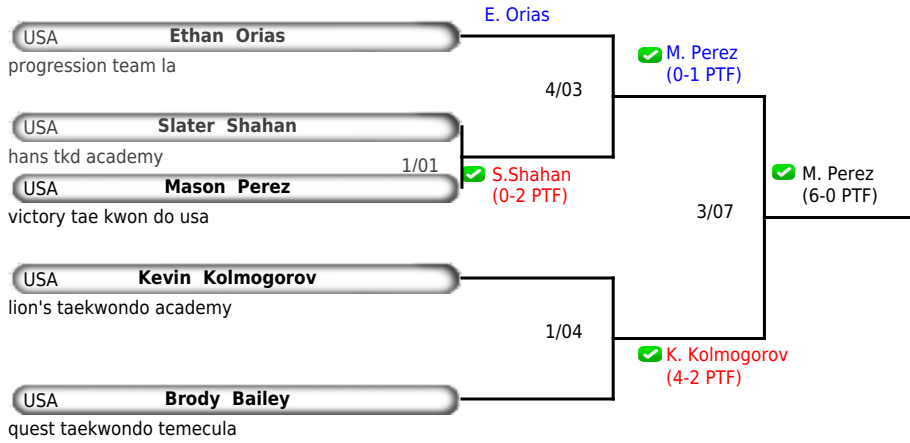 E. Orias
USA Ethan Orias
progression team la
M. Perez
(0-1 PTF)
4/03
USA Slater Shahan
hans tkd academy
1/01
S.Shahan
(0-2 PTF)
USA Mason Perez
victory tae kwon do usa
M. Perez
(6-0 PTF)
3/07
USA Kevin Kolmogorov
lion's taekwondo academy
1/04
K. Kolmogorov
(4-2 PTF)
USA Brody Bailey
quest taekwondo temecula